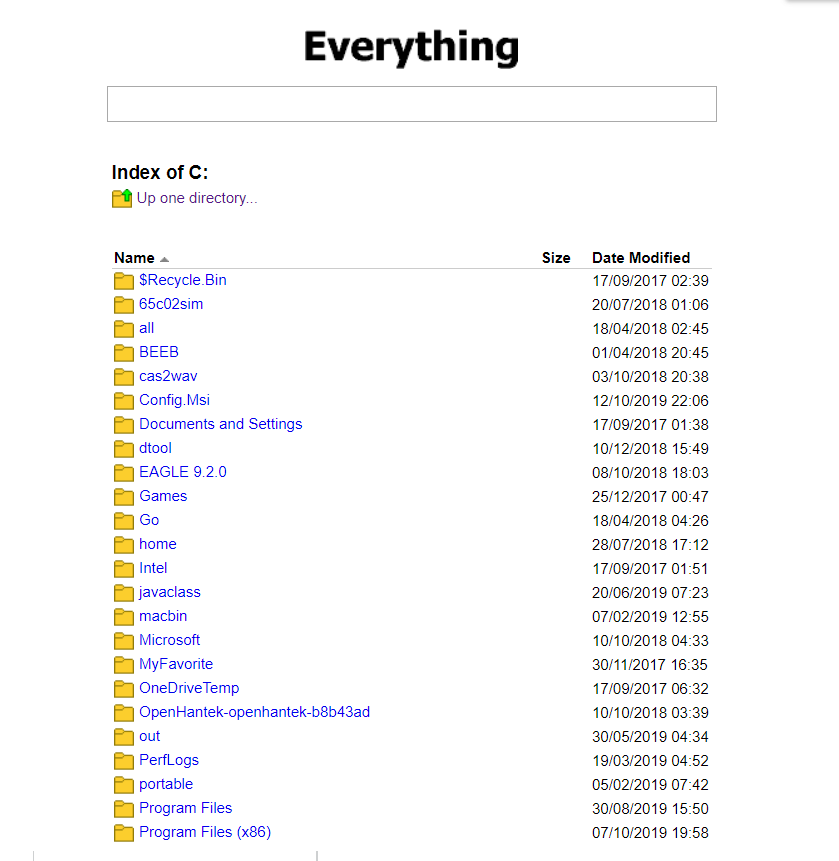 Everything
Index of C:
Up one directory...
Name Size Date Modified
$Recycle.Bin 17/09/2017 02:39
65c02sim 20/07/2018 01:06
all 18/04/2018 02:45
BEEB 01/04/2018 20:45
cas2wav 03/10/2018 20:38
Config.Msi 12/10/2019 22:06
Documents and Settings 17/09/2017 01:38
dtool 10/12/2018 15:49
EAGLE 9.2.0 08/10/2018 18:03
Games 25/12/2017 00:47
Go 18/04/2018 04:26
home 28/07/2018 17:12
Intel 17/09/2017 01:51
javaclass 20/06/2019 07:23
macbin 07/02/2019 12:55
Microsoft 10/10/2018 04:33
MyFavorite 30/11/2017 16:35
OneDriveTemp 17/09/2017 06:32
OpenHantek-openhantek-b8b43ad 10/10/2018 03:39
out 30/05/2019 04:34
PerfLogs 19/03/2019 04:52
portable 05/02/2019 07:42
Program Files 30/08/2019 15:50
Program Files (x86) 07/10/2019 19:58